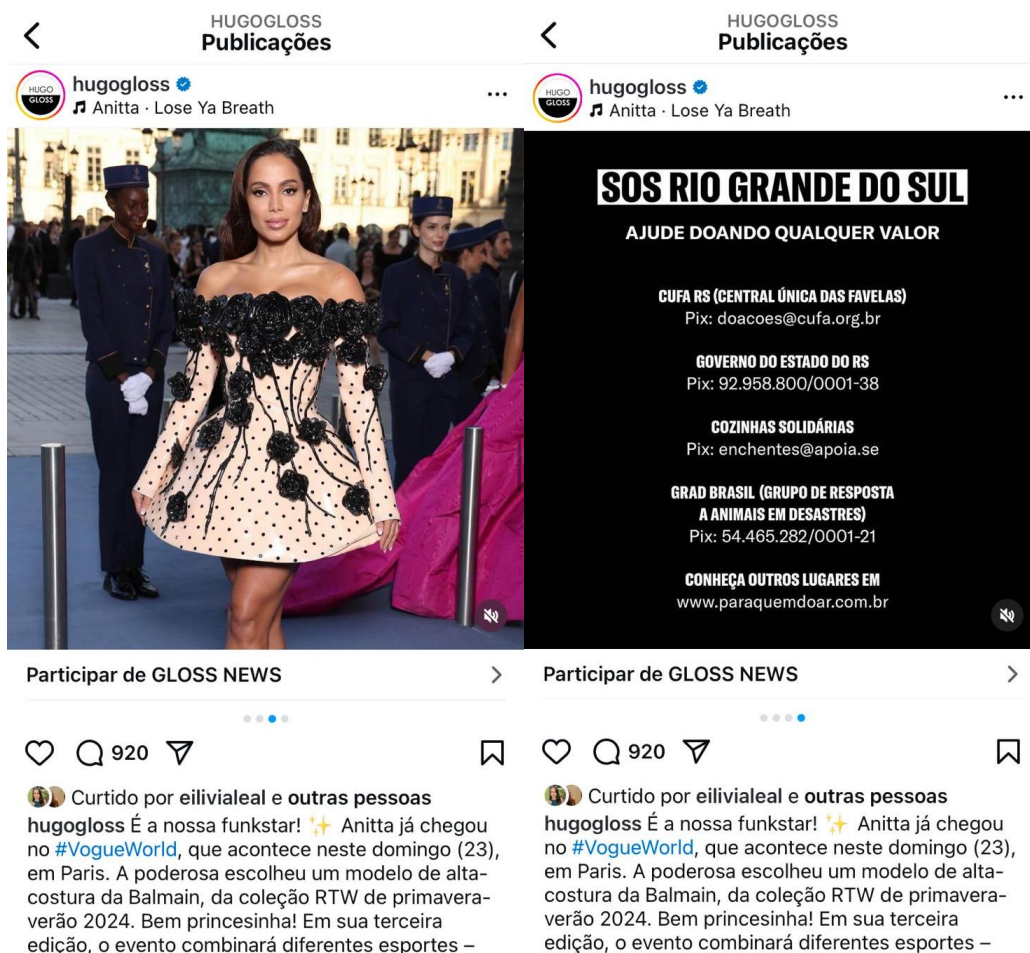 HUGOGLOSS
Publicações
HUGO
GLOSS
hugogloss
Anitta · Lose Ya Breath
Participar de GLOSS NEWS
920
Curtido por eilivialeal e outras pessoas
hugogloss É a nossa funkstar! ✨ Anitta já chegou
no #VogueWorld, que acontece neste domingo (23),
em Paris. A poderosa escolheu um modelo de alta-
costura da Balmain, da coleção RTW de primavera-
verão 2024. Bem princesinha! Em sua terceira
edição, o evento combinará diferentes esportes –
HUGOGLOSS
Publicações
HUGO
GLOSS
hugogloss
Anitta · Lose Ya Breath
SOS RIO GRANDE DO SUL
AJUDE DOANDO QUALQUER VALOR
CUFA RS (CENTRAL ÚNICA DAS FAVELAS)
Pix: doacoes@cufa.org.br
GOVERNO DO ESTADO DO RS
Pix: 92.958.800/0001-38
COZINHAS SOLIDÁRIAS
Pix: enchentes@apoia.se
GRAD BRASIL (GRUPO DE RESPOSTA
A ANIMAIS EM DESASTRES)
Pix: 54.465.282/0001-21
CONHEÇA OUTROS LUGARES EM
www.paraquemdoar.com.br
Participar de GLOSS NEWS
920
Curtido por eilivialeal e outras pessoas
hugogloss É a nossa funkstar! ✨ Anitta já chegou
no #VogueWorld, que acontece neste domingo (23),
em Paris. A poderosa escolheu um modelo de alta-
costura da Balmain, da coleção RTW de primavera-
verão 2024. Bem princesinha! Em sua terceira
edição, o evento combinará diferentes esportes –